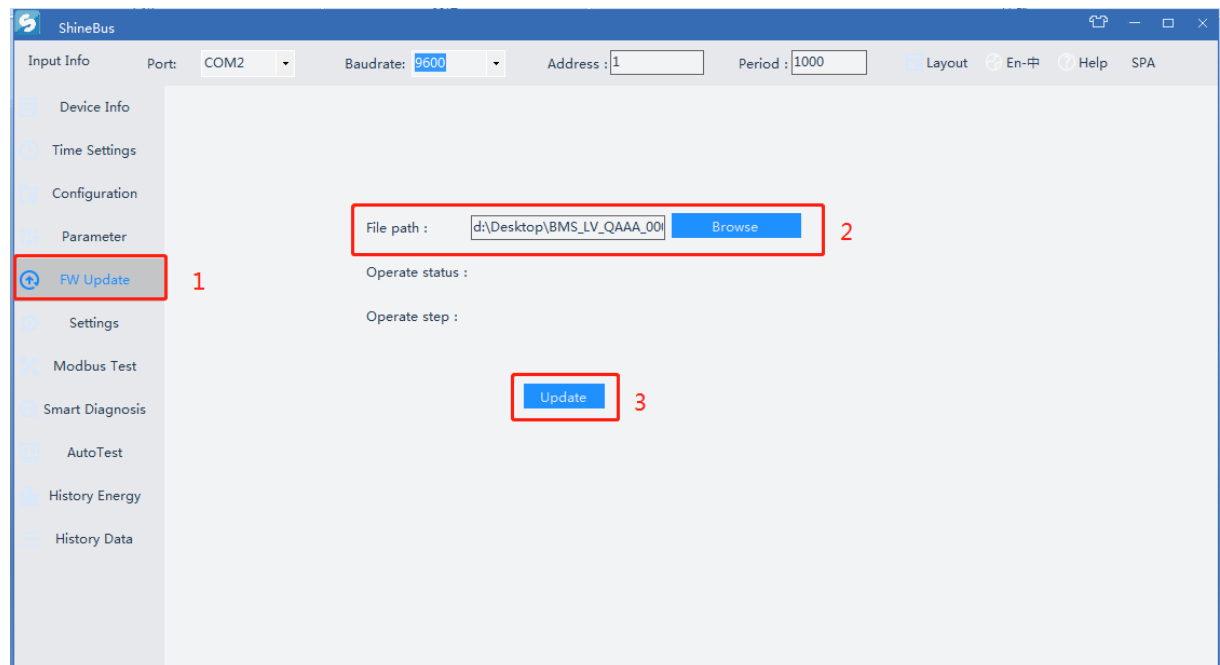 ShineBus
Input Info Port: COM2 Baudrate: 9600 Address : 1 Period : 1000 Layout En-中 Help SPA
Device Info
Time Settings
Configuration
Parameter
FW Update
Settings
Modbus Test
Smart Diagnosis
AutoTest
History Energy
History Data
1
File path : d:\Desktop\BMS_LV_QAAA_00 Browse 2
Operate status :
Operate step :
Update 3